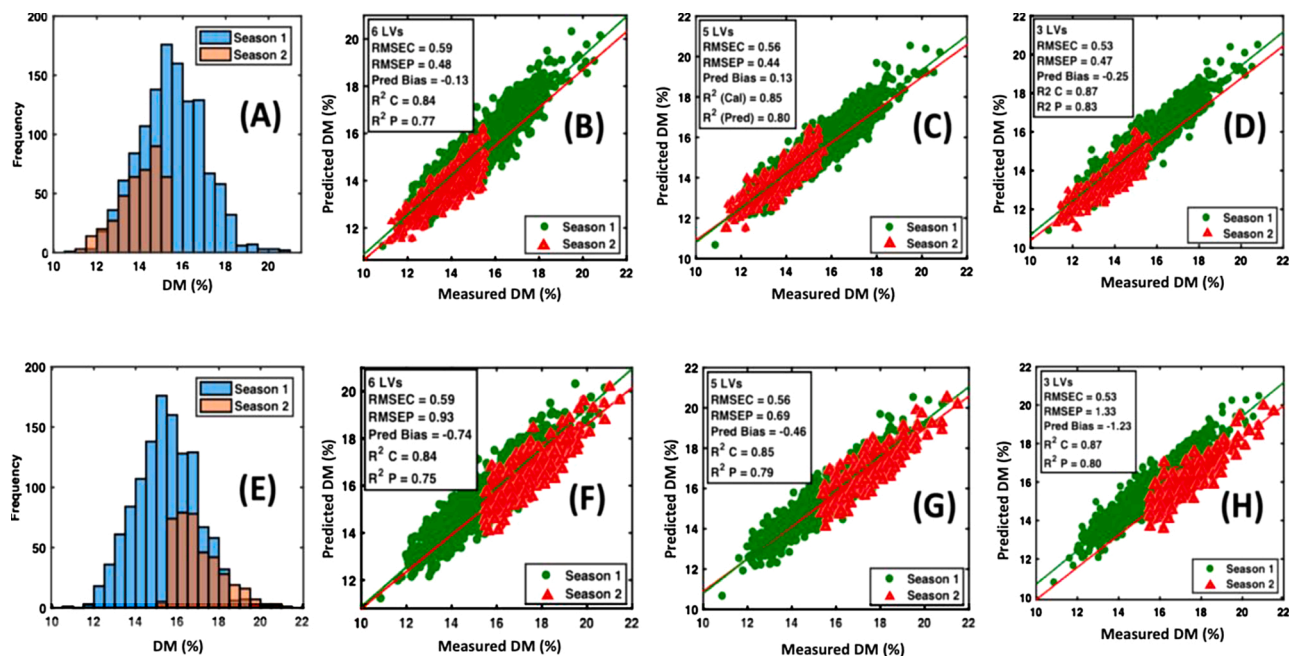 200
150
100
50
0
Frequency
10 12 14 16 18 20
DM (%)
Season 1
Season 2
(A)
20
18
16
14
12
Predicted DM (%)
6 LVs
RMSEC = 0.59
RMSEP = 0.48
Pred Bias = -0.13
R² C = 0.84
R² P = 0.77
(B)
Season 1
Season 2
10 12 14 16 18 20 22
Measured DM (%)
22
20
18
16
14
12
10
Predicted DM (%)
5 LVs
RMSEC = 0.56
RMSEP = 0.44
Pred Bias = 0.13
R² (Cal) = 0.85
R² (Pred) = 0.80
(C)
Season 1
Season 2
10 12 14 16 18 20 22
Measured DM (%)
22
20
18
16
14
12
10
Predicted DM (%)
3 LVs
RMSEC = 0.53
RMSEP = 0.47
Pred Bias = -0.25
R2 C = 0.87
R2 P = 0.83
(D)
Season 1
Season 2
10 12 14 16 18 20 22
Measured DM (%)
200
150
100
50
0
Frequency
10 12 14 16 18 20 22
DM (%)
Season 1
Season 2
(E)
20
18
16
14
12
Predicted DM (%)
6 LVs
RMSEC = 0.59
RMSEP = 0.93
Pred Bias = -0.74
R² C = 0.84
R² P = 0.75
(F)
Season 1
Season 2
10 12 14 16 18 20 22
Measured DM (%)
22
20
18
16
14
12
10
Predicted DM (%)
5 LVs
RMSEC = 0.56
RMSEP = 0.69
Pred Bias = -0.46
R² C = 0.85
R² P = 0.79
(G)
Season 1
Season 2
10 12 14 16 18 20 22
Measured DM (%)
22
20
18
16
14
12
10
Predicted DM (%)
3 LVs
RMSEC = 0.53
RMSEP = 1.33
Pred Bias = -1.23
R² C = 0.87
R² P = 0.80
(H)
Season 1
Season 2
10 12 14 16 18 20 22
Measured DM (%)